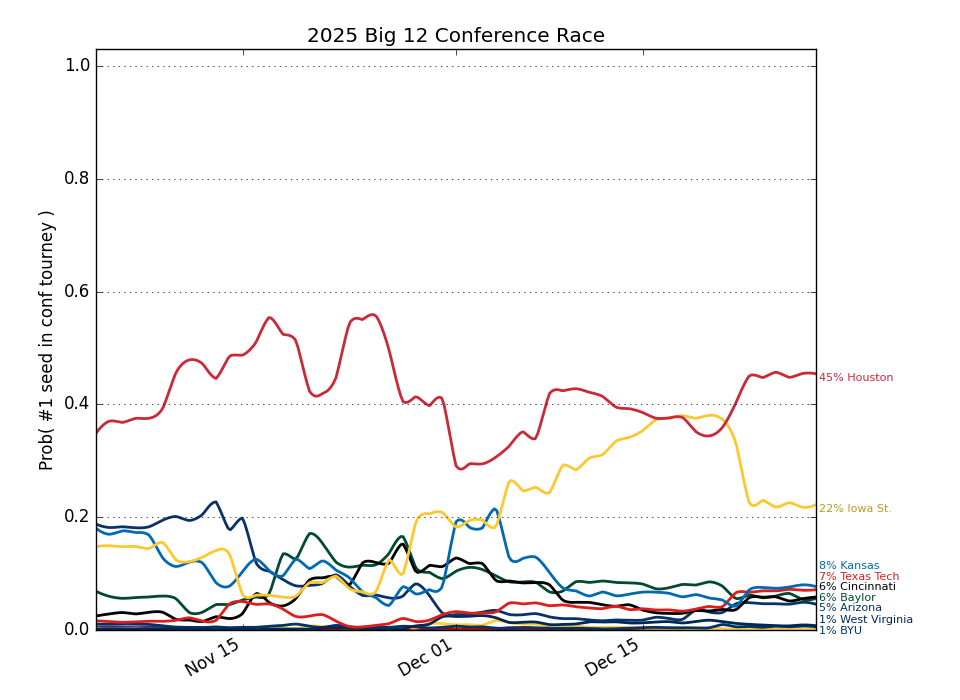 2025 Big 12 Conference Race
Prob( #1 seed in conf tourney )
1.0
0.8
0.6
0.4
0.2
0.0
Nov 15
Dec 01
Dec 15
45% Houston
22% Iowa St.
8% Kansas
7% Texas Tech
6% Cincinnati
6% Baylor
5% Arizona
1% West Virginia
1% BYU